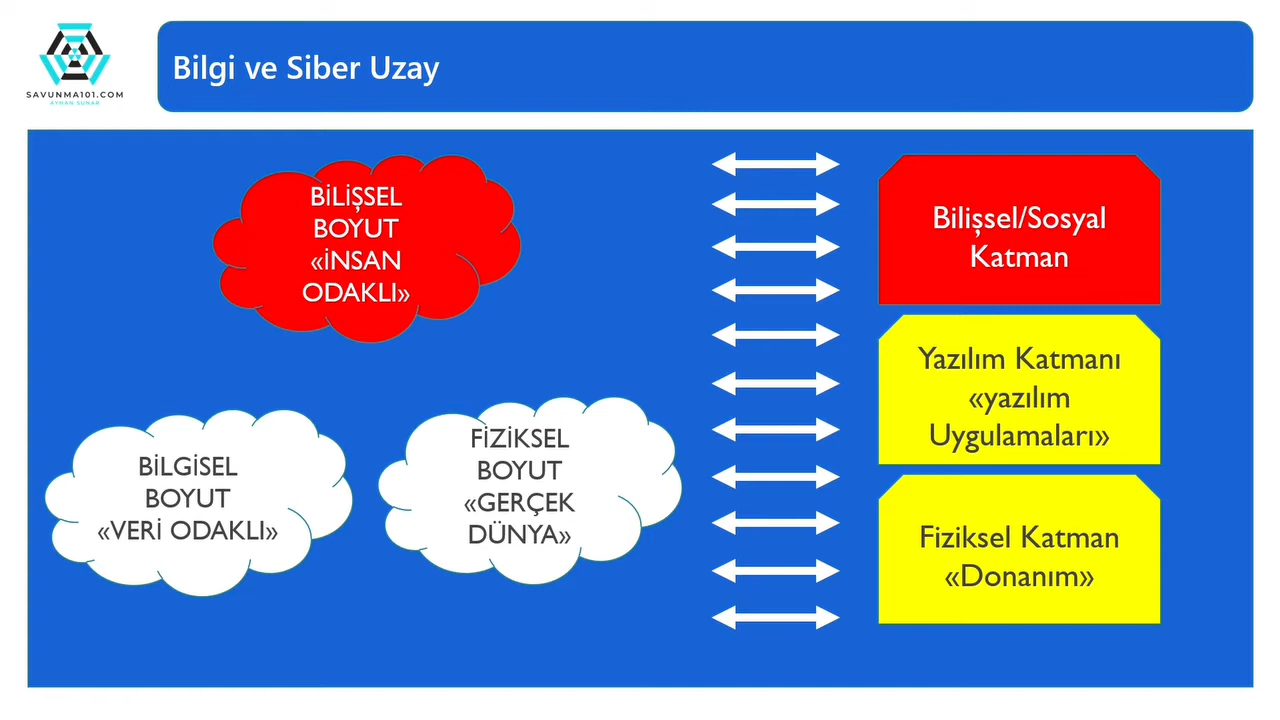 SAVUNMA101.COM
AYHAN SUNAR
Bilgi ve Siber Uzay
BİLİŞSEL
BOYUT
«İNSAN
ODAKLI»
BİLGİSEL
BOYUT
«VERİ ODAKLI»
FİZİKSEL
BOYUT
«GERÇEK
DÜNYA»
Bilişsel/Sosyal
Katman
Yazılım Katmanı
«yazılım
Uygulamaları»
Fiziksel Katman
«Donanım»